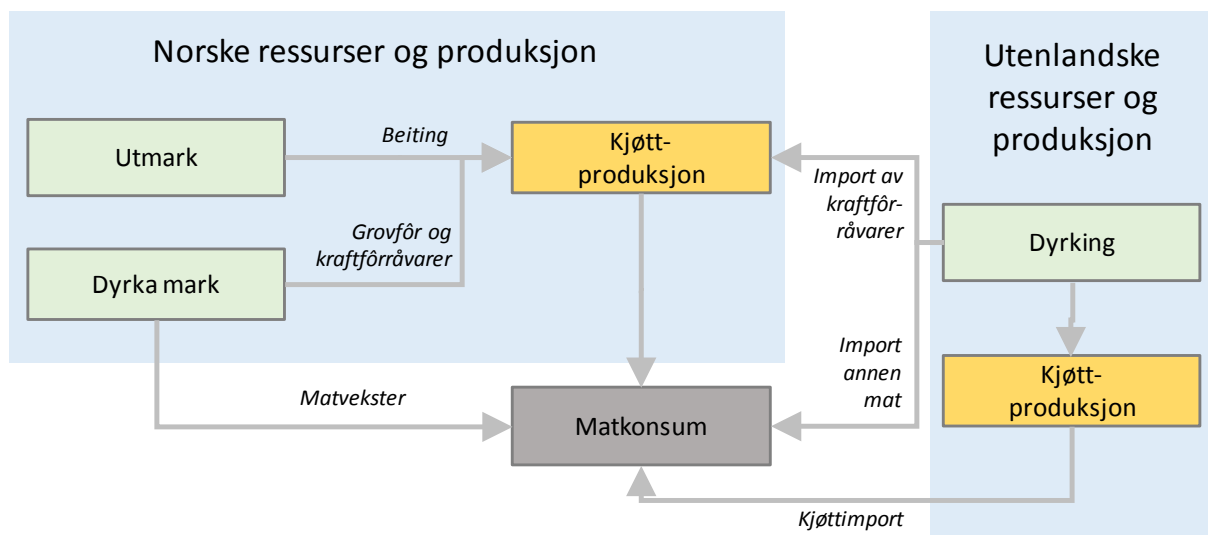 Norske ressurser og produksjon
Utmark
Beiting
Kjøtt-
produksjon
Grovfôr og
kraftfôrråvarer
Dyrka mark
Matvekster
Matkonsum
Import av
kraftfôr-
råvarer
Import
annen
mat
Kjøttimport
Utenlandske
ressurser og
produksjon
Dyrking
Kjøtt-
produksjon